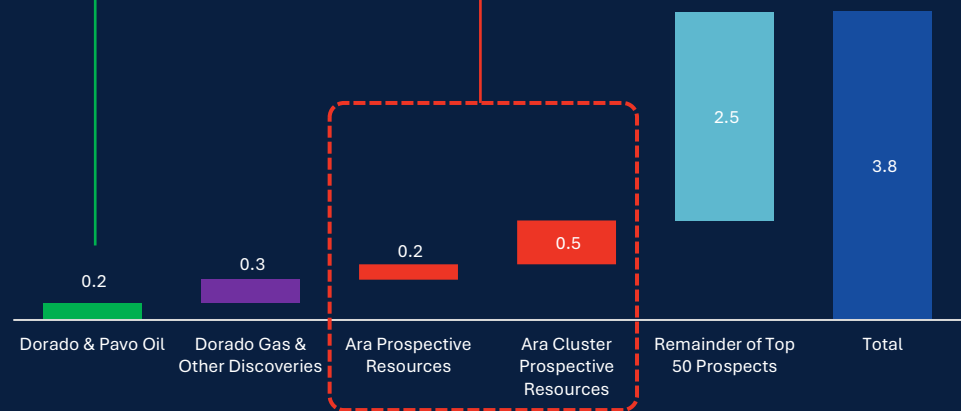 0.2
0.3
0.2
0.5
2.5
3.8
Dorado & Pavo Oil
Dorado Gas &
Other Discoveries
Ara Prospective
Resources
Ara Cluster
Prospective
Resources
Remainder of Top
50 Prospects
Total